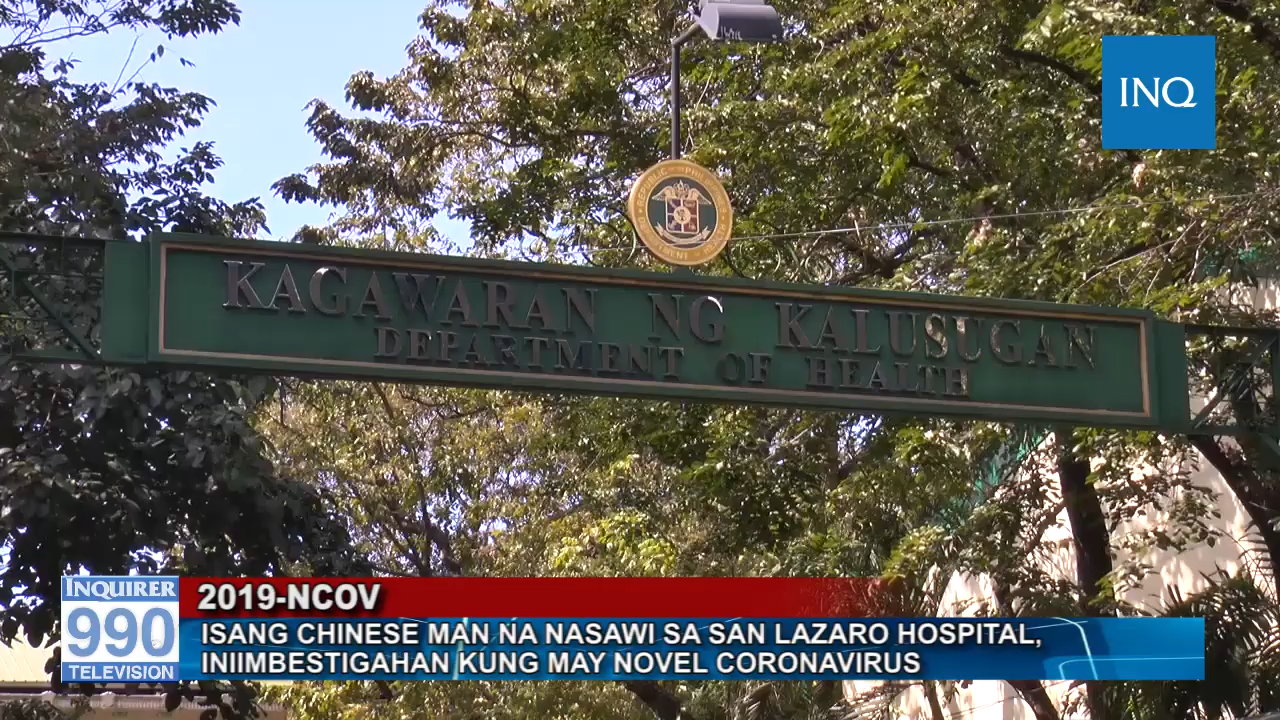 INQ
KAGAWARAN NG KALUSUGAN
DEPARTMENT OF HEALTH
INQUIRER
990
TELEVISION
2019-NCOV
ISANG CHINESE MAN NA NASAWI SA SAN LAZARO HOSPITAL,
INIIMBESTIGAHAN KUNG MAY NOVEL CORONAVIRUS